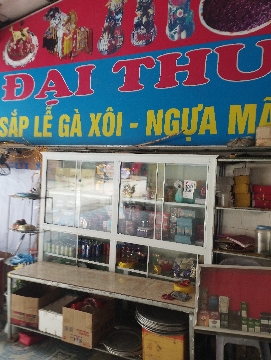 ĐẠI THU
SẮP LỄ GÀ XÔI - NGỰA MÃ